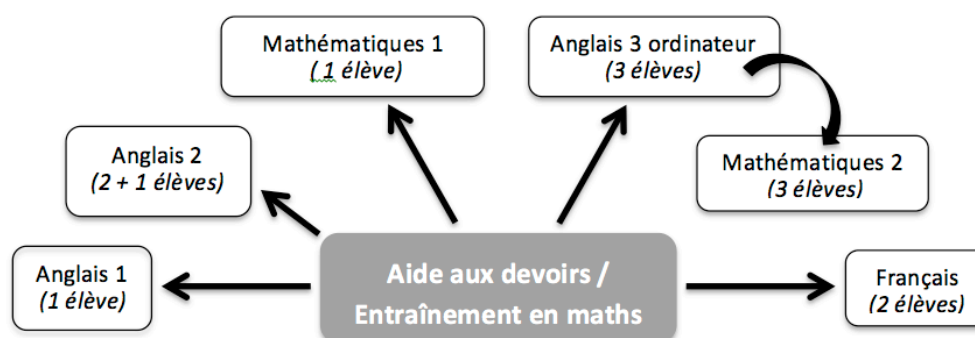 Mathématiques 1
( 1 élève)
Anglais 3 ordinateur
(3 élèves)
Anglais 2
(2 + 1 élèves)
Mathématiques 2
(3 élèves)
Anglais 1
(1 élève)
Aide aux devoirs /
Entraînement en maths
Français
(2 élèves)